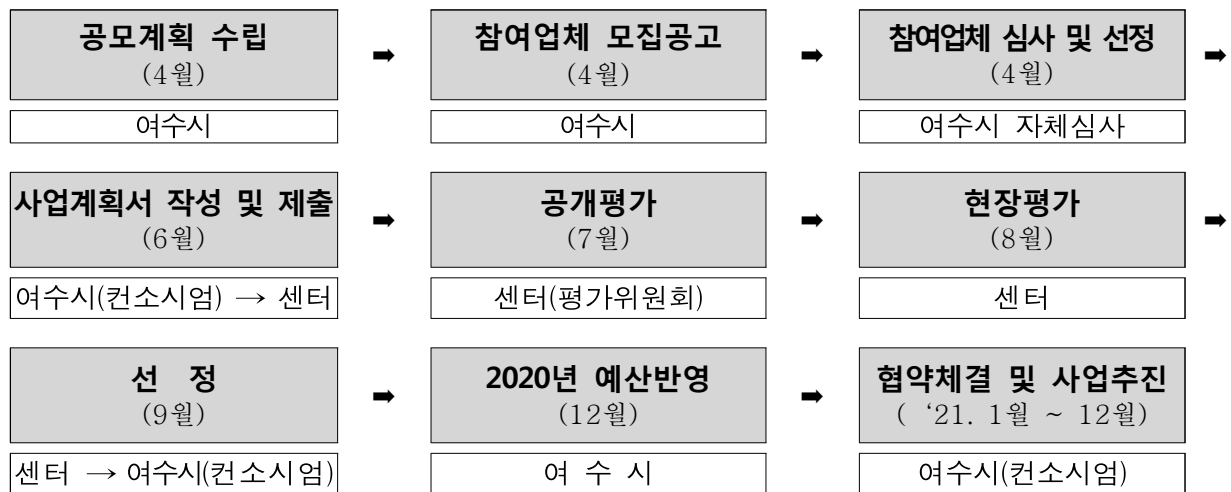 공모계획 수립
(4월)
여수시
➡
참여업체 모집공고
(4월)
여수시
➡
참여업체 심사 및 선정
(4월)
여수시 자체심사
➡
사업계획서 작성 및 제출
(6월)
여수시(컨소시엄) → 센터
➡
공개평가
(7월)
센터(평가위원회)
➡
현장평가
(8월)
센터
➡
선 정
(9월)
센터 → 여수시(컨소시엄)
➡
2020년 예산반영
(12월)
여 수 시
➡
협약체결 및 사업추진
( ‘21. 1월 ~ 12월)
여수시(컨소시엄)